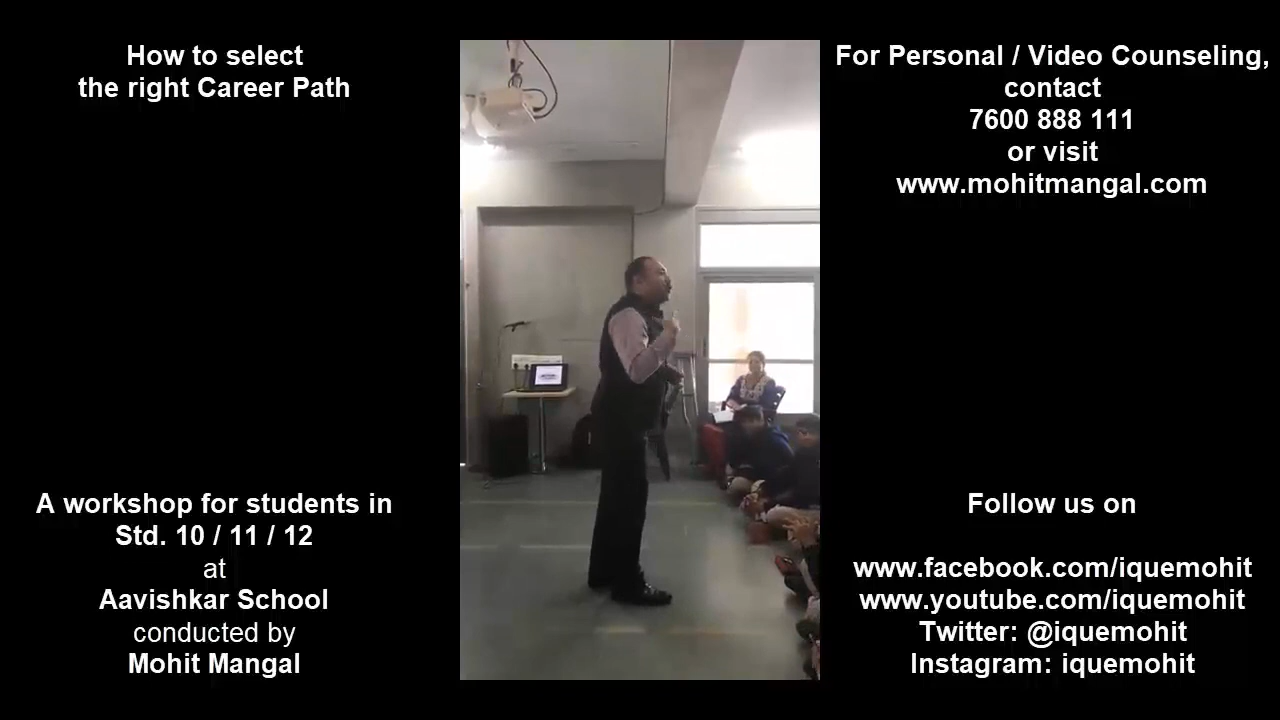 How to select
the right Career Path
A workshop for students in
Std. 10 / 11 / 12
at
Aavishkar School
conducted by
Mohit Mangal
For Personal / Video Counseling,
contact
7600 888 111
or visit
www.mohitmangal.com
Follow us on
www.facebook.com/iquemohit
www.youtube.com/iquemohit
Twitter: @iquemohit
Instagram: iquemohit